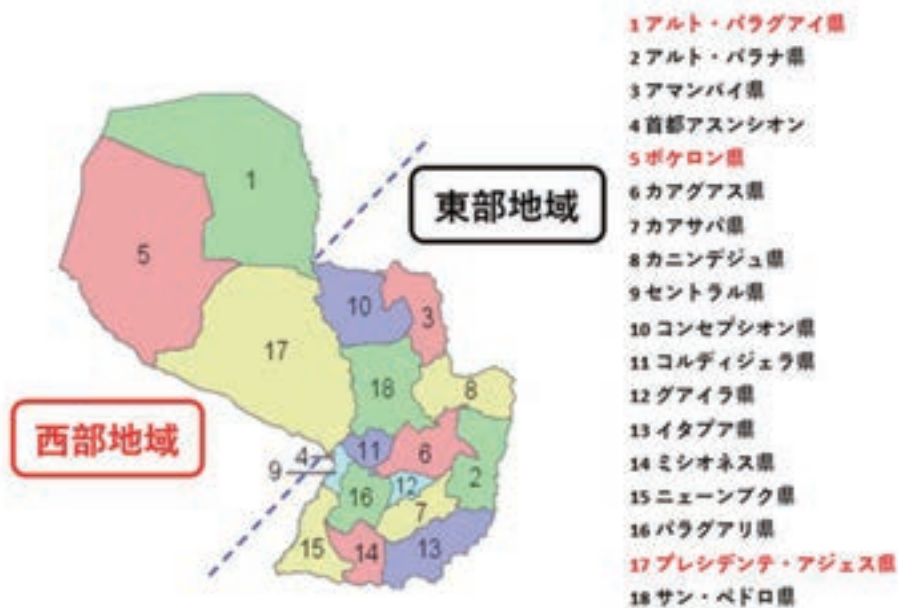 1 アルト・パラグアイ県
2 アルト・パラナ県
3 アマンバイ県
4 首都アスンシオン
5 ボケロン県
6 カアグアス県
7 カアサパ県
8 カニンデジュ県
9 セントラル県
10 コンセプシオン県
11 コルディジェラ県
12 グアイラ県
13 イタプア県
14 ミシオネス県
15 ニェーンブク県
16 パラグアリ県
17 プレシデンテ・アジェス県
18 サン・ペドロ県
東部地域
西部地域
1
5
10
3
17
18
8
11
6
4
9
12
2
16
7
15
14
13